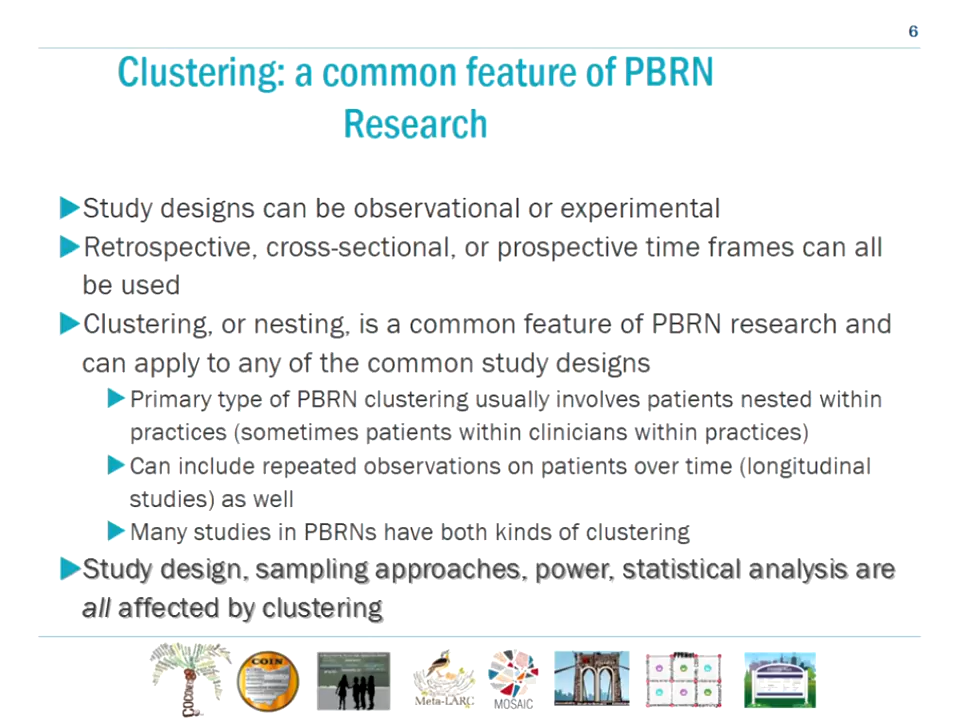 6
Clustering: a common feature of PBRN
Research
Study designs can be observational or experimental
Retrospective, cross-sectional, or prospective time frames can all
be used
Clustering, or nesting, is a common feature of PBRN research and
can apply to any of the common study designs
Primary type of PBRN clustering usually involves patients nested within
practices (sometimes patients within clinicians within practices)
Can include repeated observations on patients over time (longitudinal
studies) as well
Many studies in PBRNs have both kinds of clustering
Study design, sampling approaches, power, statistical analysis are
all affected by clustering
COIN
Meta-LARC
MOSAIC